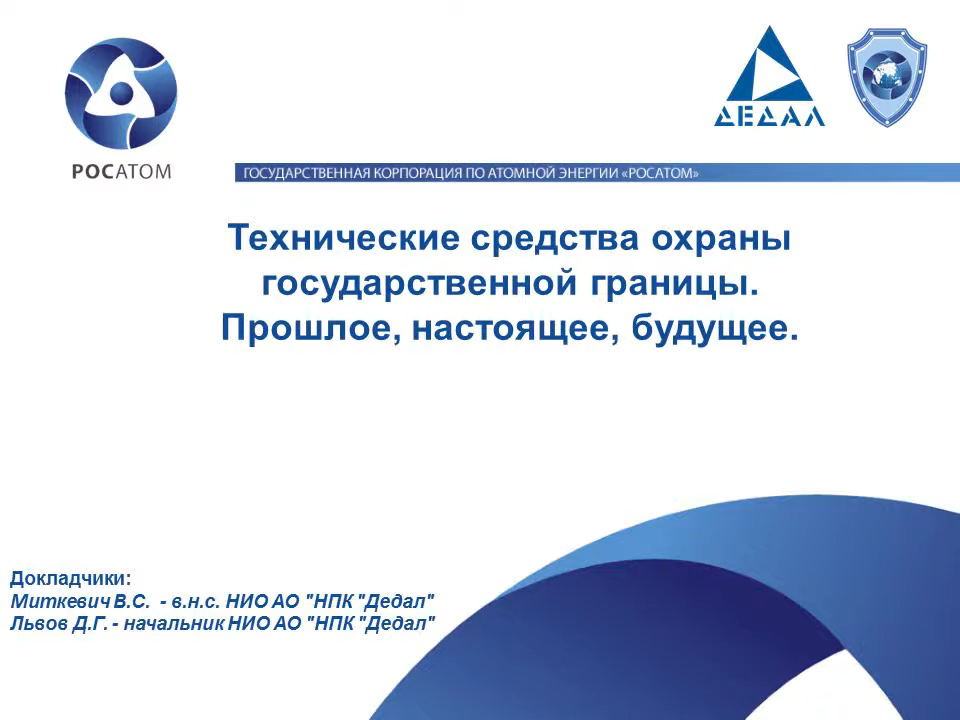 РОСАТОМ
ДЕДАЛ
ГОСУДАРСТВЕННАЯ КОРПОРАЦИЯ ПО АТОМНОЙ ЭНЕРГИИ «РОСАТОМ»
Технические средства охраны
государственной границы.
Прошлое, настоящее, будущее.
Докладчики:
Миткевич В.С. - в.н.с. НИО АО "НПК "Дедал"
Львов Д.Г. - начальник НИО АО "НПК "Дедал"